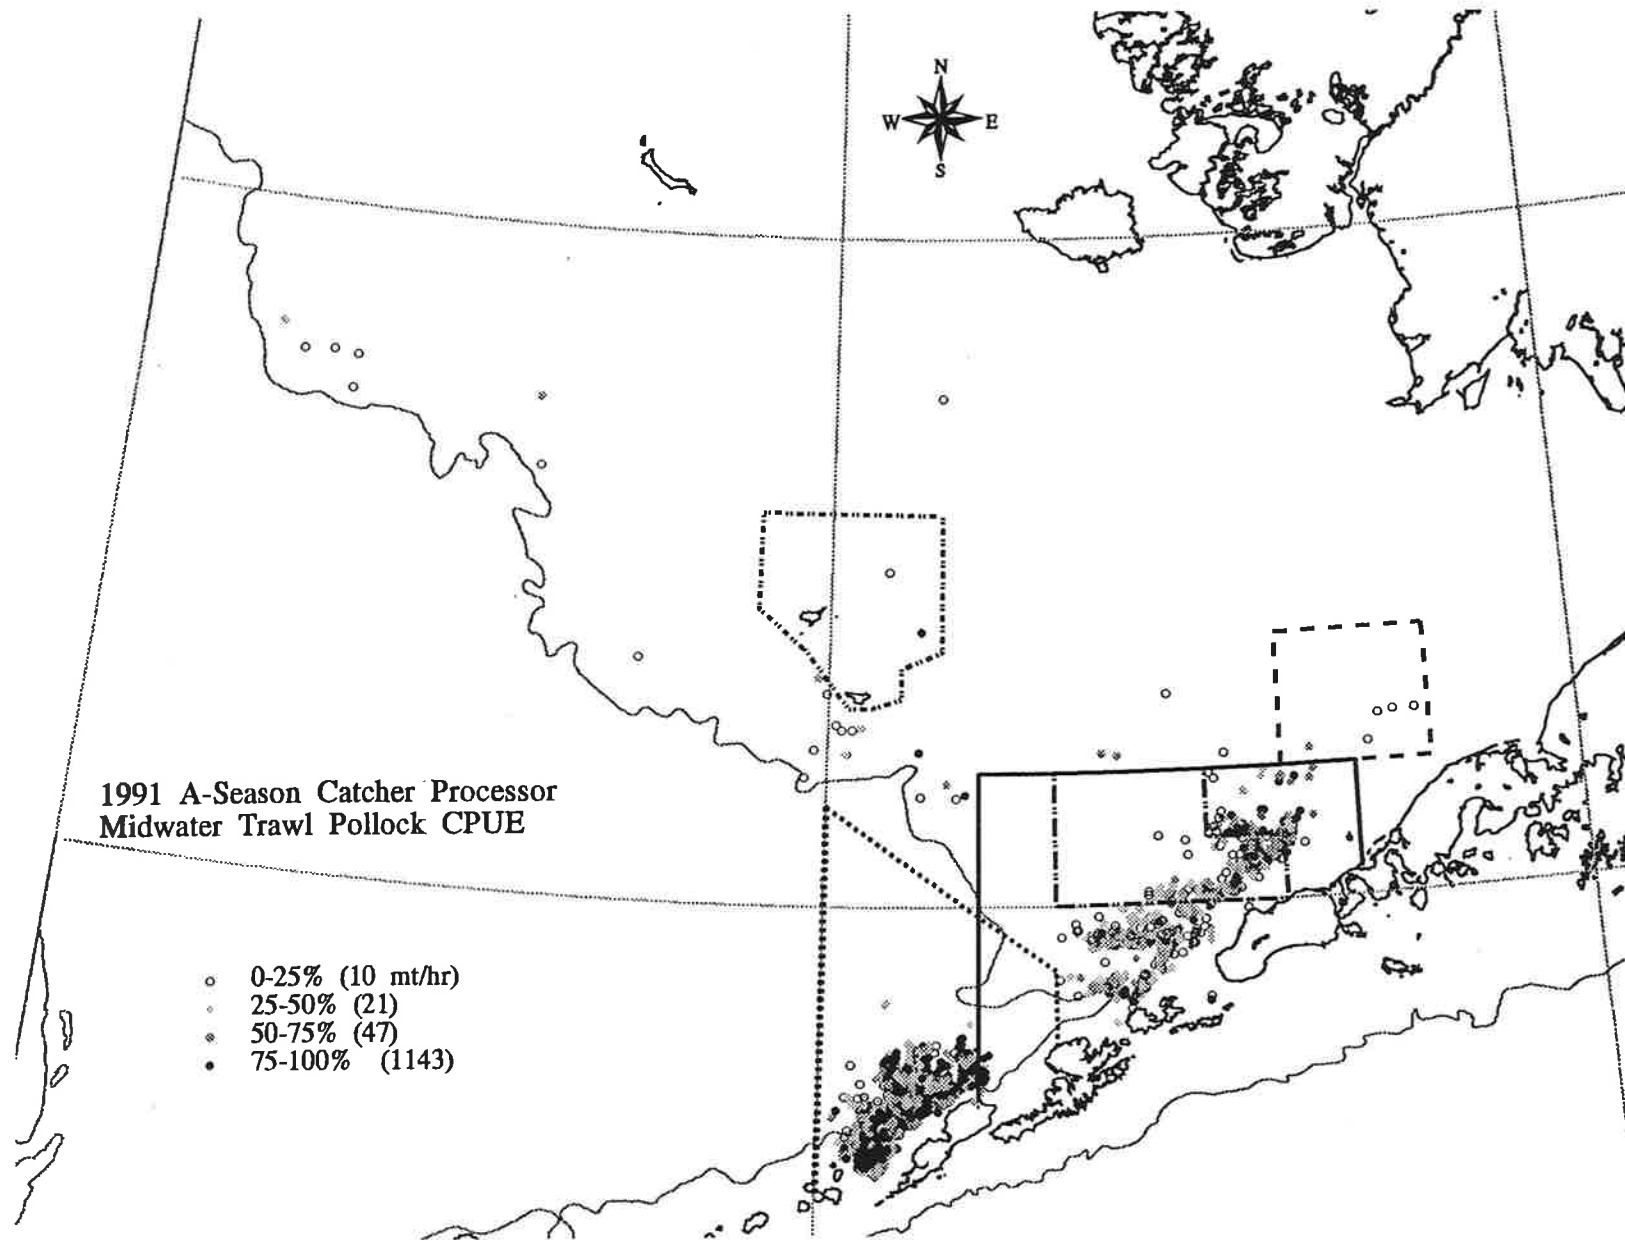 N
W E
S
1991 A-Season Catcher Processor
Midwater Trawl Pollock CPUE
0-25% (10 mt/hr)
25-50% (21)
50-75% (47)
75-100% (1143)